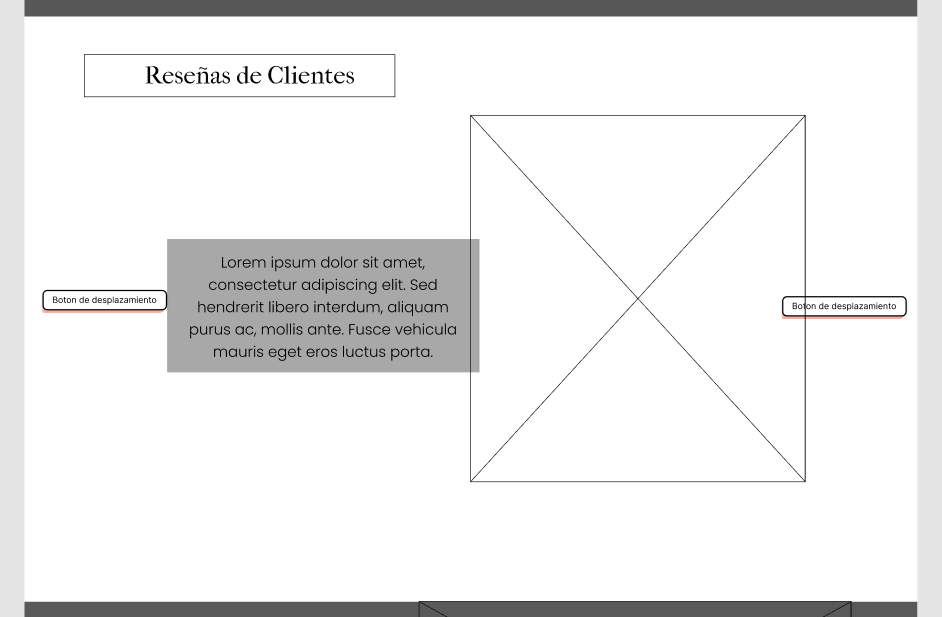 Reseñas de Clientes
Lorem ipsum dolor sit amet,
consectetur adipiscing elit. Sed
hendrerit libero interdum, aliquam
purus ac, mollis ante. Fusce vehicula
mauris eget eros luctus porta.
Boton de desplazamiento
Boton de desplazamiento